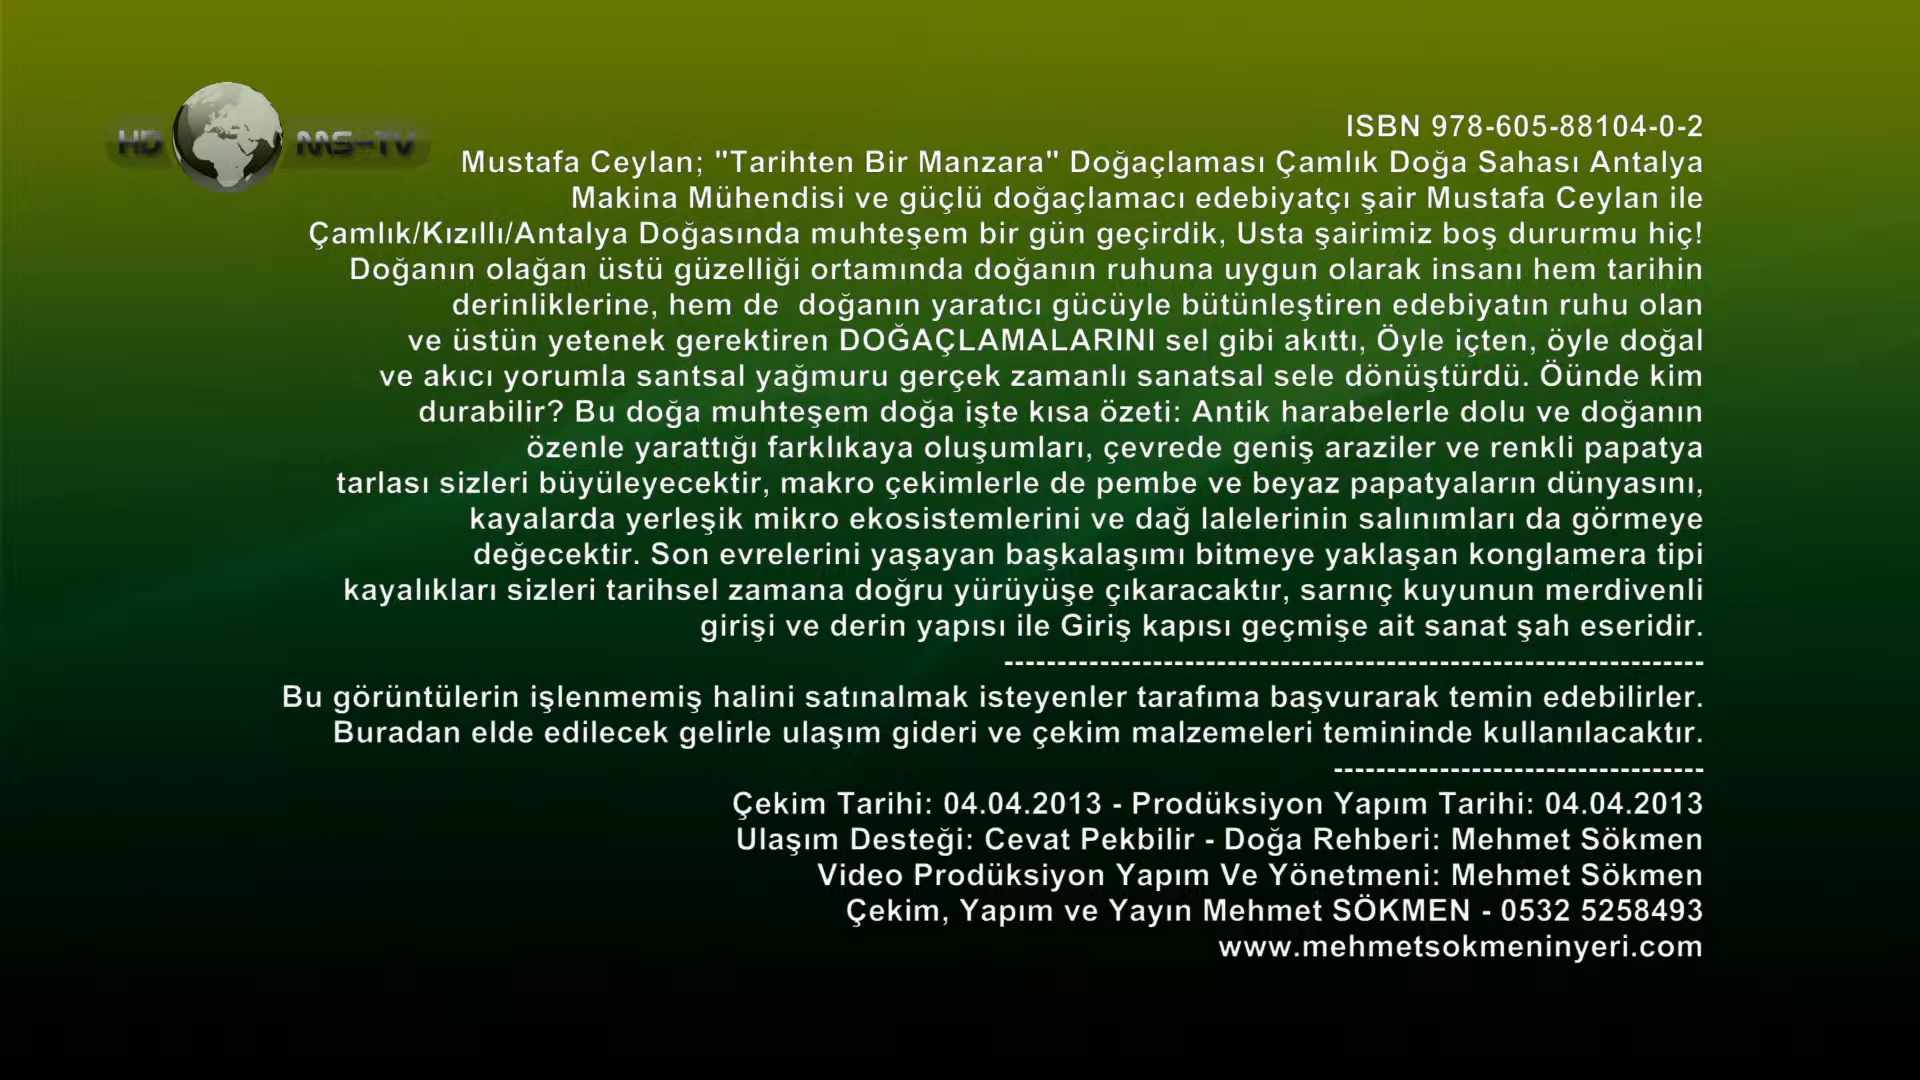 HD MS-TV
ISBN 978-605-88104-0-2
Mustafa Ceylan; "Tarihten Bir Manzara" Doğaçlaması Çamlık Doğa Sahası Antalya
Makina Mühendisi ve güçlü doğaçlamacı edebiyatçı şair Mustafa Ceylan ile
Çamlık/Kızıllı/Antalya Doğasında muhteşem bir gün geçirdik, Usta şairimiz boş dururmu hiç!
Doğanın olağan üstü güzelliği ortamında doğanın ruhuna uygun olarak insanı hem tarihin
derinliklerine, hem de  doğanın yaratıcı gücüyle bütünleştiren edebiyatın ruhu olan
ve üstün yetenek gerektiren DOĞAÇLAMALARINI sel gibi akıttı, Öyle içten, öyle doğal
ve akıcı yorumla santsal yağmuru gerçek zamanlı sanatsal sele dönüştürdü. Öünde kim
durabilir? Bu doğa muhteşem doğa işte kısa özeti: Antik harabelerle dolu ve doğanın
özenle yarattığı farklıkaya oluşumları, çevrede geniş araziler ve renkli papatya
tarlası sizleri büyüleyecektir, makro çekimlerle de pembe ve beyaz papatyaların dünyasını,
kayalarda yerleşik mikro ekosistemlerini ve dağ lalelerinin salınımları da görmeye
değecektir. Son evrelerini yaşayan başkalaşımı bitmeye yaklaşan konglamera tipi
kayalıkları sizleri tarihsel zamana doğru yürüyüşe çıkaracaktır, sarnıç kuyunun merdivenli
girişi ve derin yapısı ile Giriş kapısı geçmişe ait sanat şah eseridir.
-------------------------------------------------------------------
Bu görüntülerin işlenmemiş halini satınalmak isteyenler tarafıma başvurarak temin edebilirler.
Buradan elde edilecek gelirle ulaşım gideri ve çekim malzemeleri temininde kullanılacaktır.
-----------------------------------
Çekim Tarihi: 04.04.2013 - Prodüksiyon Yapım Tarihi: 04.04.2013
Ulaşım Desteği: Cevat Pekbilir - Doğa Rehberi: Mehmet Sökmen
Video Prodüksiyon Yapım Ve Yönetmeni: Mehmet Sökmen
Çekim, Yapım ve Yayın Mehmet SÖKMEN - 0532 5258493
www.mehmetsokmeninyeri.com